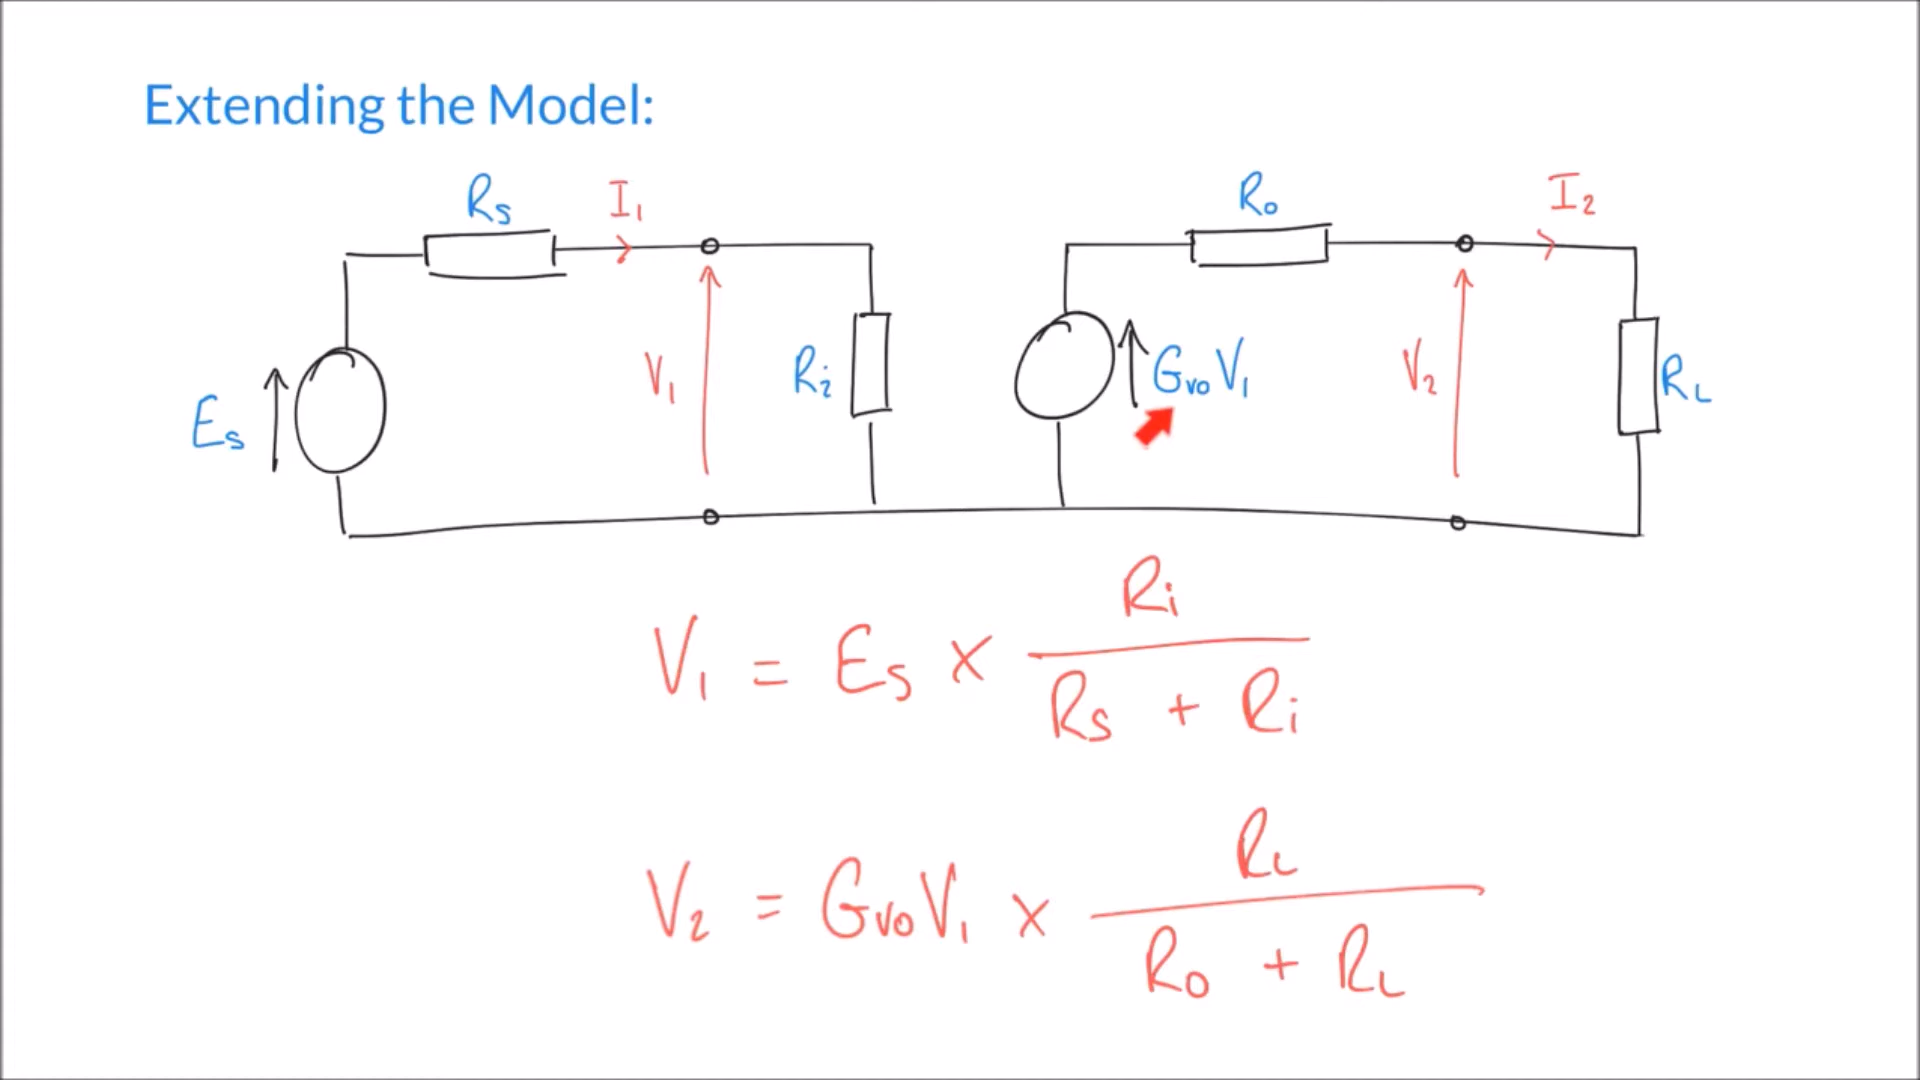 Extending the Model:
Rs I₁ Ro I₂
Es V₁ Ri GvoV₁ V₂ RL
V₁ = Es × Ri / (Rs + Ri)
V₂ = GvoV₁ × RL / (Ro + RL)